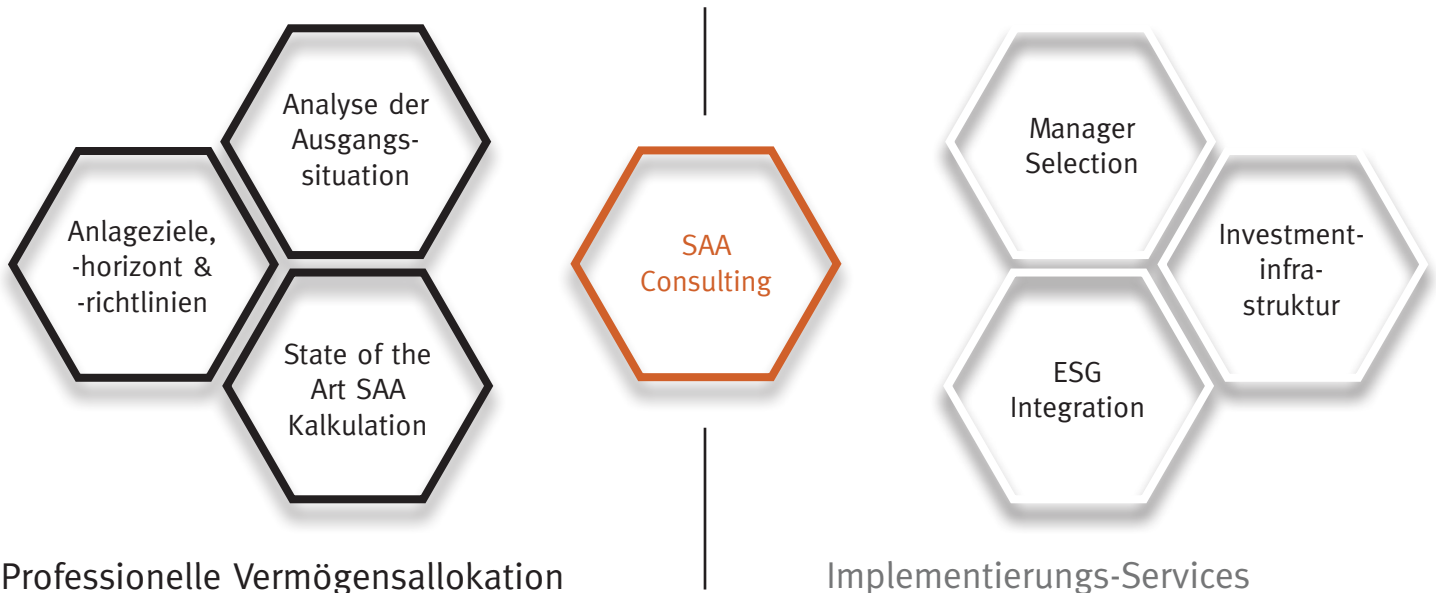 Analyse der
Ausgangs-
situation
Anlageziele,
-horizont &
-richtlinien
State of the
Art SAA
Kalkulation
SAA
Consulting
Manager
Selection
Investment-
infra-
struktur
ESG
Integration
Professionelle Vermögensallokation
Implementierungs-Services